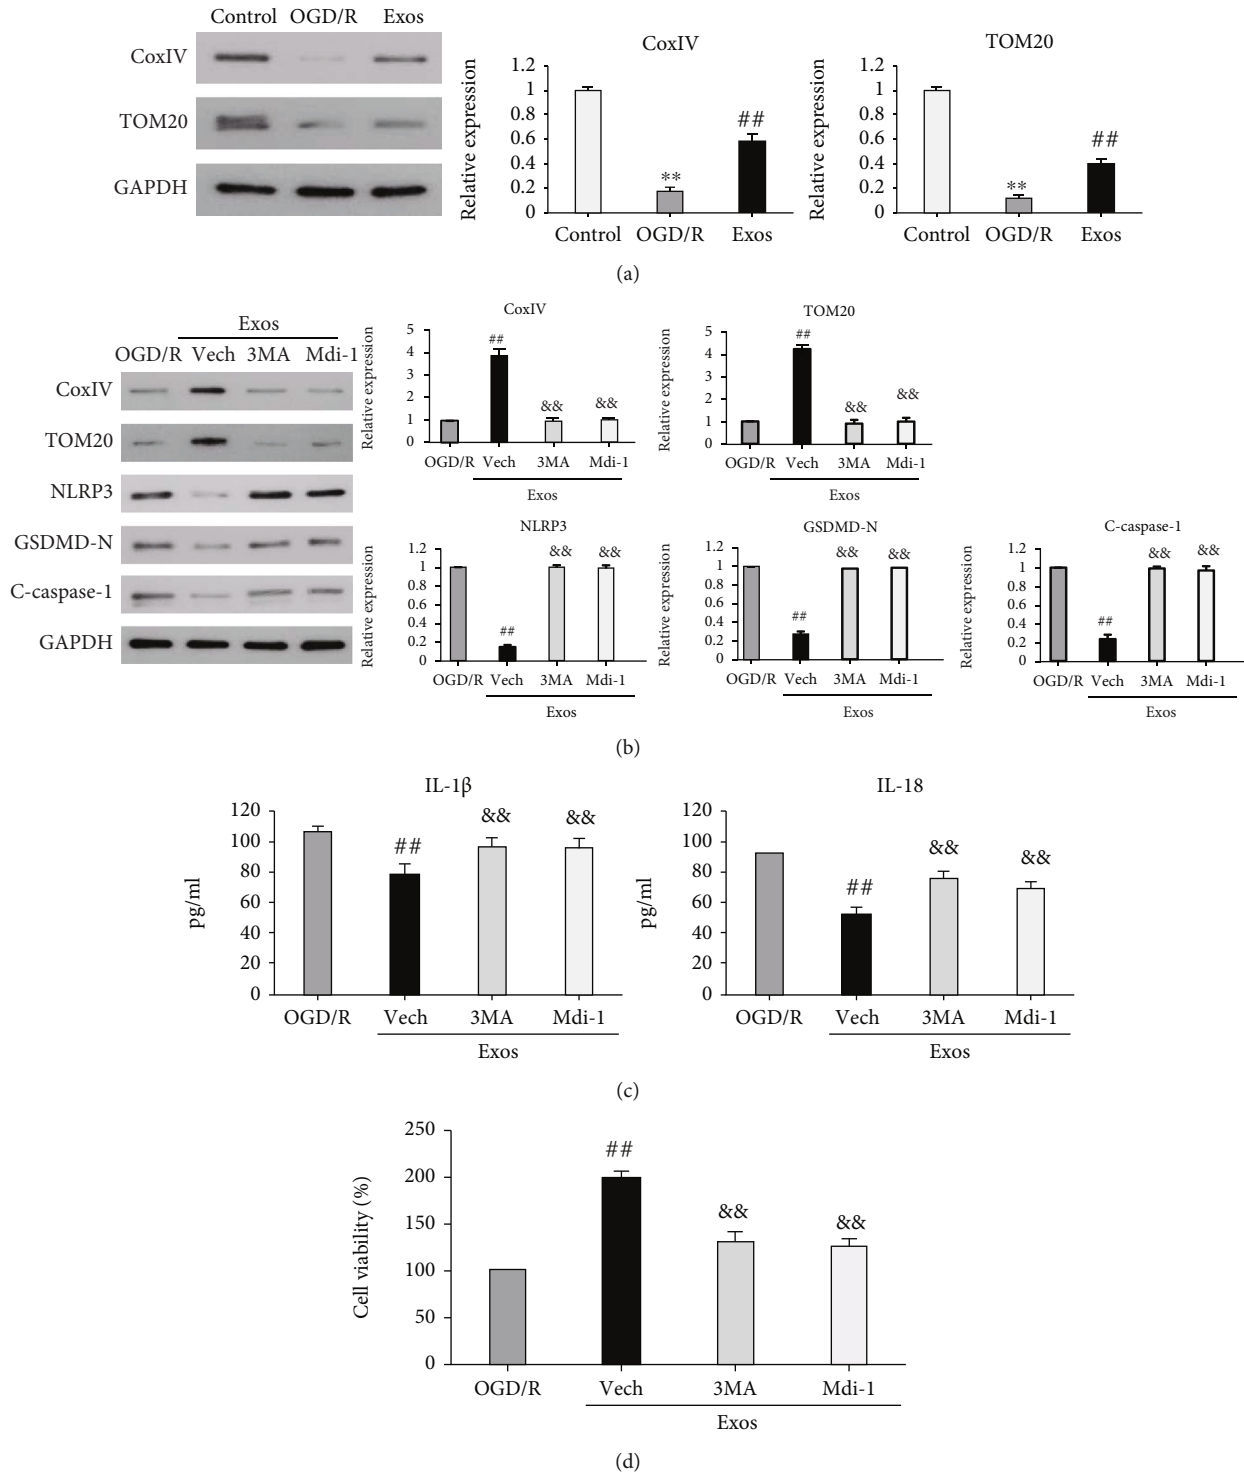 Control OGD/R Exos
CoxIV
TOM20
GAPDH
CoxIV
Relative expression
1.2
1
0.8
0.6
0.4
0.2
0
**
##
Control OGD/R Exos
TOM20
Relative expression
1.2
1
0.8
0.6
0.4
0.2
0
**
##
Control OGD/R Exos
(a)
Exos
OGD/R Vech 3MA Mdi-1
CoxIV
TOM20
NLRP3
GSDMD-N
C-caspase-1
GAPDH
CoxIV
Relative expression
5
4
3
2
1
0
##
&&
&&
OGD/R Vech 3MA Mdi-1
Exos
TOM20
Relative expression
5
4
3
2
1
0
##
&&
&&
OGD/R Vech 3MA Mdi-1
Exos
NLRP3
Relative expression
1.2
1
0.8
0.6
0.4
0.2
0
##
&&
&&
OGD/R Vech 3MA Mdi-1
Exos
GSDMD-N
Relative expression
1.2
1
0.8
0.6
0.4
0.2
0
##
&&
&&
OGD/R Vech 3MA Mdi-1
Exos
C-caspase-1
Relative expression
1.2
1
0.8
0.6
0.4
0.2
0
##
&&
&&
OGD/R Vech 3MA Mdi-1
Exos
(b)
IL-1β
pg/ml
120
100
80
60
40
20
0
##
&&
&&
OGD/R Vech 3MA Mdi-1
Exos
IL-18
pg/ml
120
100
80
60
40
20
0
##
&&
&&
OGD/R Vech 3MA Mdi-1
Exos
(c)
Cell viability (%)
250
200
150
100
50
0
##
&&
&&
OGD/R Vech 3MA Mdi-1
Exos
(d)